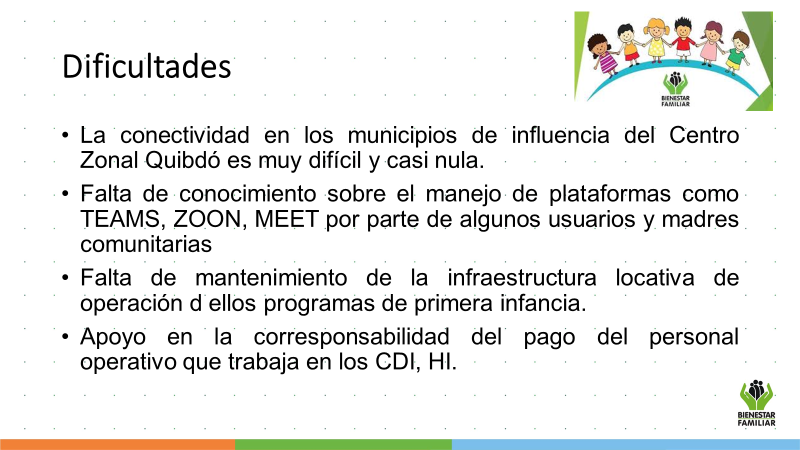 Dificultades
BIENESTAR
FAMILIAR
• La conectividad en los municipios de influencia del Centro
Zonal Quibdó es muy difícil y casi nula.
• Falta de conocimiento sobre el manejo de plataformas como
TEAMS, ZOON, MEET por parte de algunos usuarios y madres
comunitarias
• Falta de mantenimiento de la infraestructura locativa de
operación d ellos programas de primera infancia.
• Apoyo en la corresponsabilidad del pago del personal
operativo que trabaja en los CDI, HI.
BIENESTAR
FAMILIAR